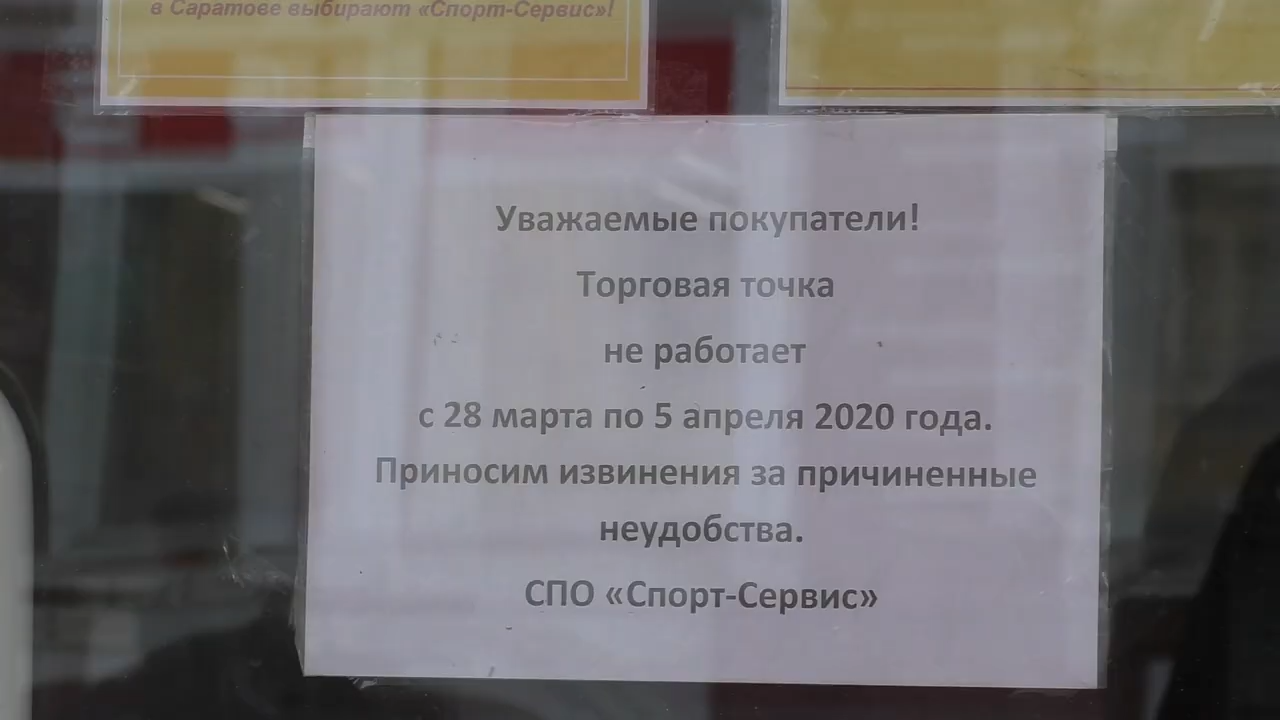 в Саратове выбирают «Спорт-Сервис»!
Уважаемые покупатели!
Торговая точка
не работает
с 28 марта по 5 апреля 2020 года.
Приносим извинения за причиненные
неудобства.
СПО «Спорт-Сервис»